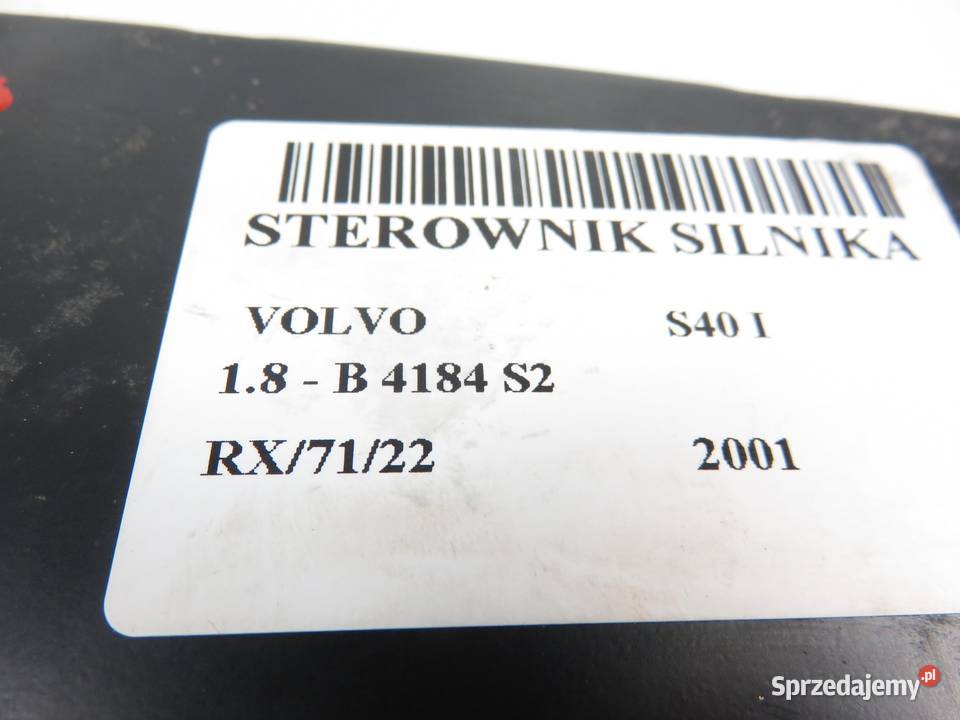 STEROWNIK SILNIKA
VOLVO S40 I
1.8 - B 4184 S2
RX/71/22 2001
Sprzedajemy.pl